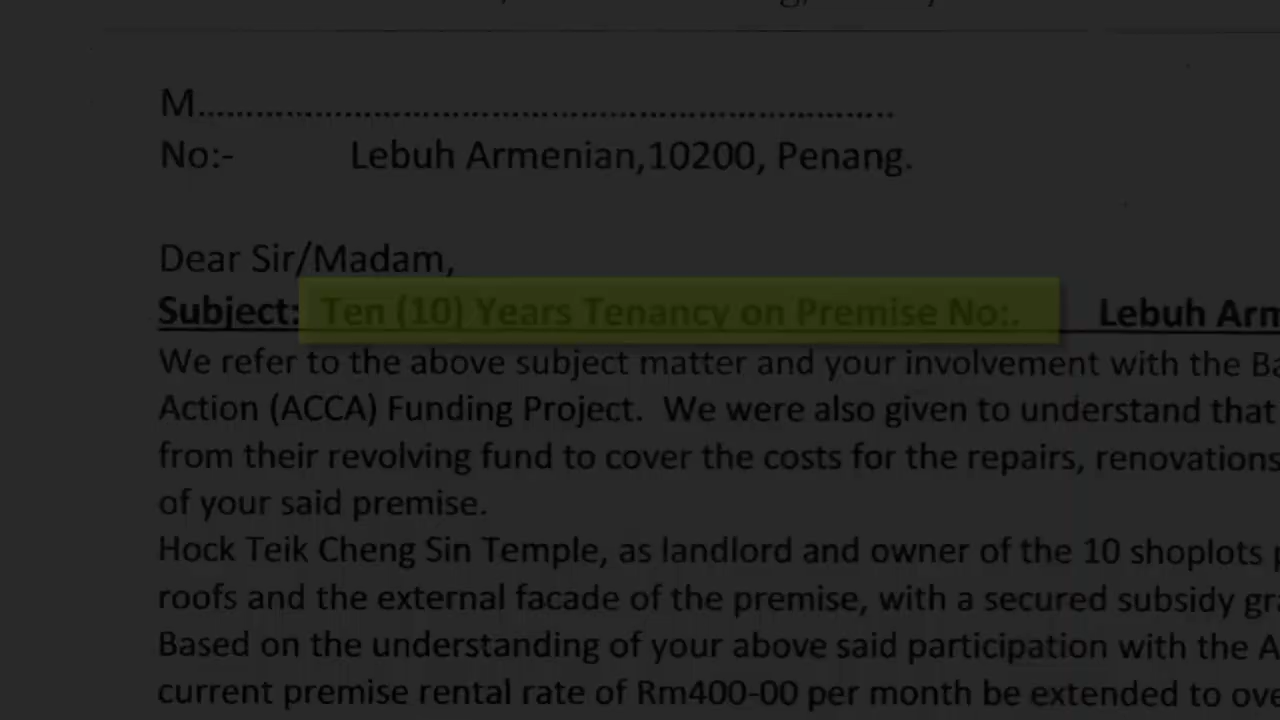 M
No:- Lebuh Armenian,10200, Penang.
Dear Sir/Madam,
Subject: Ten (10) Years Tenancy on Premise No:. Lebuh Arm
We refer to the above subject matter and your involvement with the Ba
Action (ACCA) Funding Project. We were also given to understand that
from their revolving fund to cover the costs for the repairs, renovations
of your said premise.
Hock Teik Cheng Sin Temple, as landlord and owner of the 10 shoplots p
roofs and the external facade of the premise, with a secured subsidy gra
Based on the understanding of your above said participation with the A
current premise rental rate of Rm400-00 per month be extended to ove